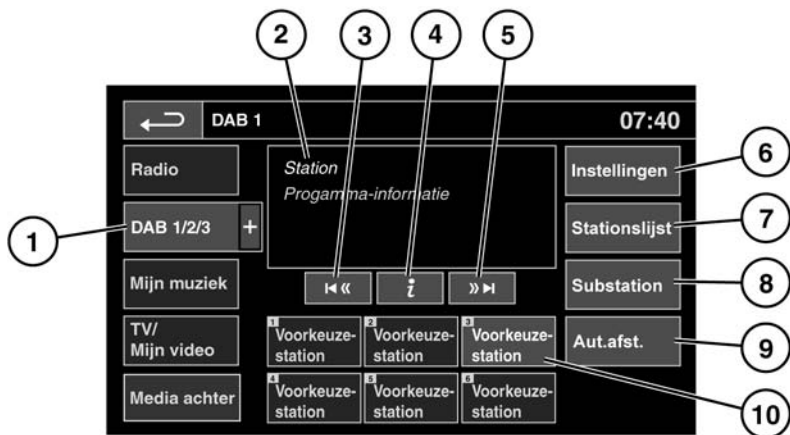 2
3
4
5
DAB 1
07:40
Radio
DAB 1/2/3 +
Mijn muziek
TV/
Mijn video
Media achter
Station
Progamma-informatie
i
1 Voorkeuze-
station
2 Voorkeuze-
station
3 Voorkeuze-
station
4 Voorkeuze-
station
5 Voorkeuze-
station
6 Voorkeuze-
station
Instellingen
Stationslijst
Substation
Aut.afst.
1
6
7
8
9
10